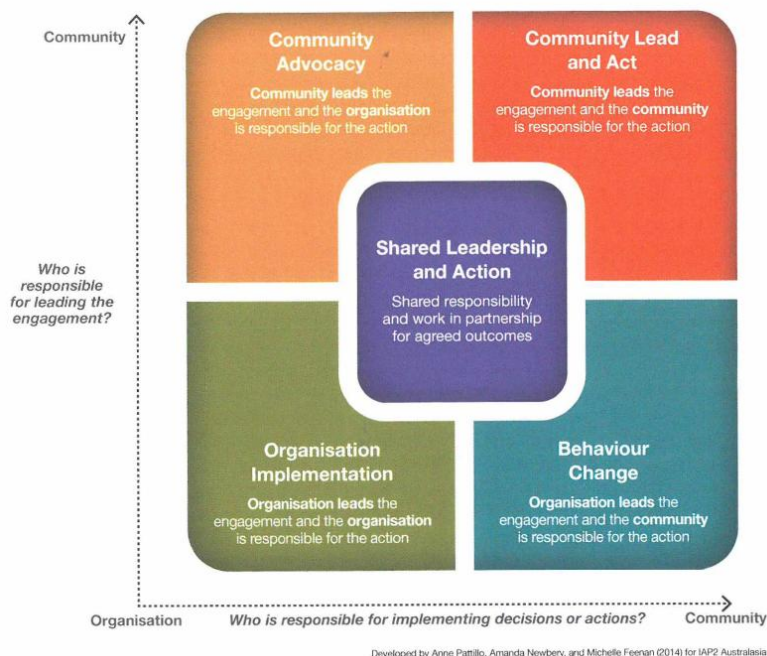 Community
Community
Advocacy
Community leads the
engagement and the organisation
is responsible for the action
Community Lead
and Act
Community leads the
engagement and the community
is responsible for the action
Who is
responsible
for leading the
engagement?
Shared Leadership
and Action
Shared responsibility
and work in partnership
for agreed outcomes
Organisation
Implementation
Organisation leads the
engagement and the organisation
is responsible for the action
Behaviour
Change
Organisation leads the
engagement and the community
is responsible for the action
Organisation
Who is responsible for implementing decisions or actions?
Community
Developed by Anne Pattillo, Amanda Newbery, and Michelle Feenan (2014) for IAP2 Australasia